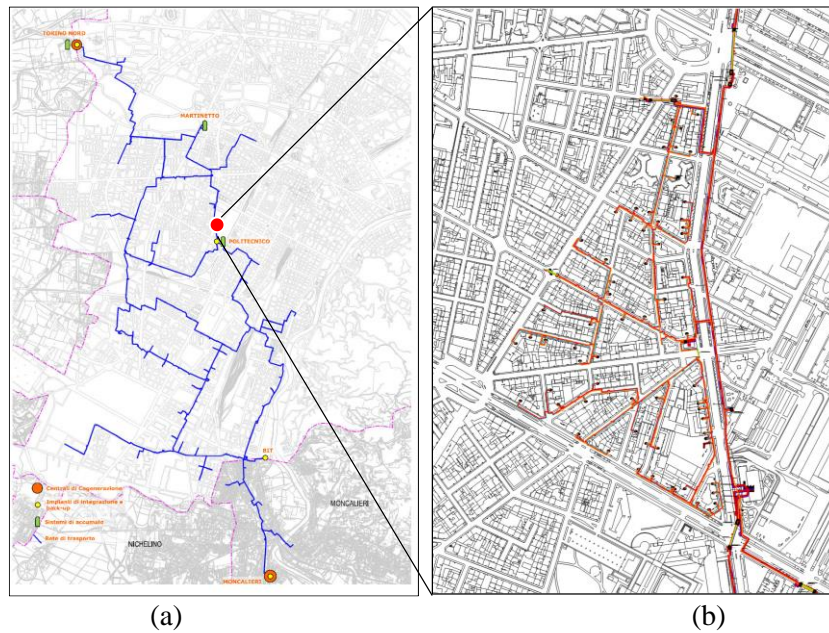 TORINO NORD
MARTINETTO
POLITECNICO
BIT
Centrali di Cogenerazione
Impianti di integrazione e
back-up
Sistemi di accumulo
Rete di trasporto
MONCALIERI
NICHELINO
MONCALIERI
(a)
(b)